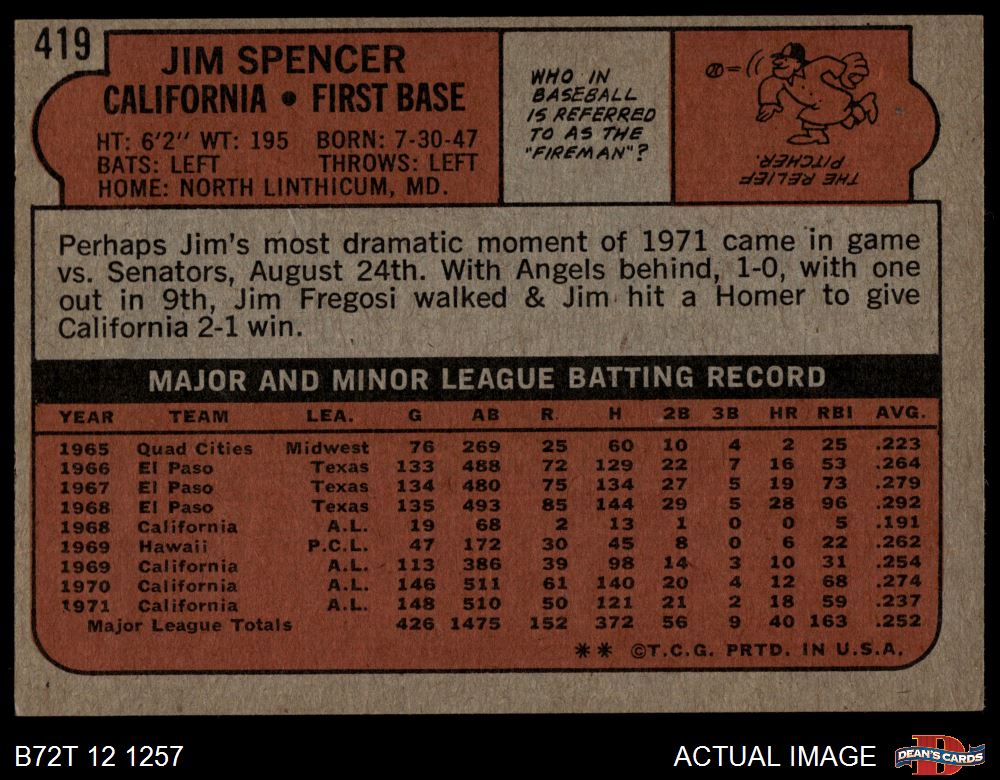 419
JIM SPENCER
CALIFORNIA • FIRST BASE
HT: 6'2" WT: 195 BORN: 7-30-47
BATS: LEFT THROWS: LEFT
HOME: NORTH LINTHICUM, MD.
WHO IN
BASEBALL
IS REFERRED
TO AS THE
"FIREMAN"?
THE RELIEF
PITCHER.
Perhaps Jim's most dramatic moment of 1971 came in game
vs. Senators, August 24th. With Angels behind, 1-0, with one
out in 9th, Jim Fregosi walked & Jim hit a Homer to give
California 2-1 win.
MAJOR AND MINOR LEAGUE BATTING RECORD
YEAR TEAM LEA. G AB R. H 2B 3B HR RBI AVG.
1965 Quad Cities Midwest 76 269 25 60 10 4 2 25 .223
1966 El Paso Texas 133 488 72 129 22 7 16 53 .264
1967 El Paso Texas 134 480 75 134 27 5 19 73 .279
1968 El Paso Texas 135 493 85 144 29 5 28 96 .292
1968 California A.L. 19 68 2 13 1 0 0 5 .191
1969 Hawaii P.C.L. 47 172 30 45 8 0 6 22 .262
1969 California A.L. 113 386 39 98 14 3 10 31 .254
1970 California A.L. 146 511 61 140 20 4 12 68 .274
1971 California A.L. 148 510 50 121 21 2 18 59 .237
Major League Totals 426 1475 152 372 56 9 40 163 .252
** ©T.C.G. PRTD. IN U.S.A.
B72T 12 1257
ACTUAL IMAGE
D
DEAN'S CARDS